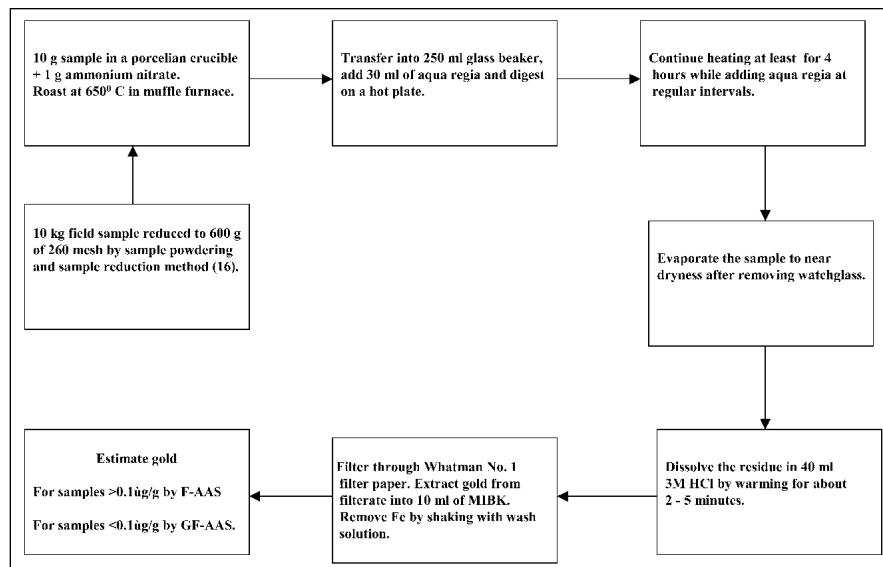 10 kg field sample reduced to 600 g
of 260 mesh by sample powdering
and sample reduction method (16).
10 g sample in a porcelian crucible
+ 1 g ammonium nitrate.
Roast at 650⁰ C in muffle furnace.
Transfer into 250 ml glass beaker,
add 30 ml of aqua regia and digest
on a hot plate.
Continue heating at least for 4
hours while adding aqua regia at
regular intervals.
Evaporate the sample to near
dryness after removing watchglass.
Dissolve the residue in 40 ml
3M HCl by warming for about
2 - 5 minutes.
Filter through Whatman No. 1
filter paper. Extract gold from
filterate into 10 ml of MIBK.
Remove Fe by shaking with wash
solution.
Estimate gold
For samples >0.1ùg/g by F-AAS
For samples <0.1ùg/g by GF-AAS.